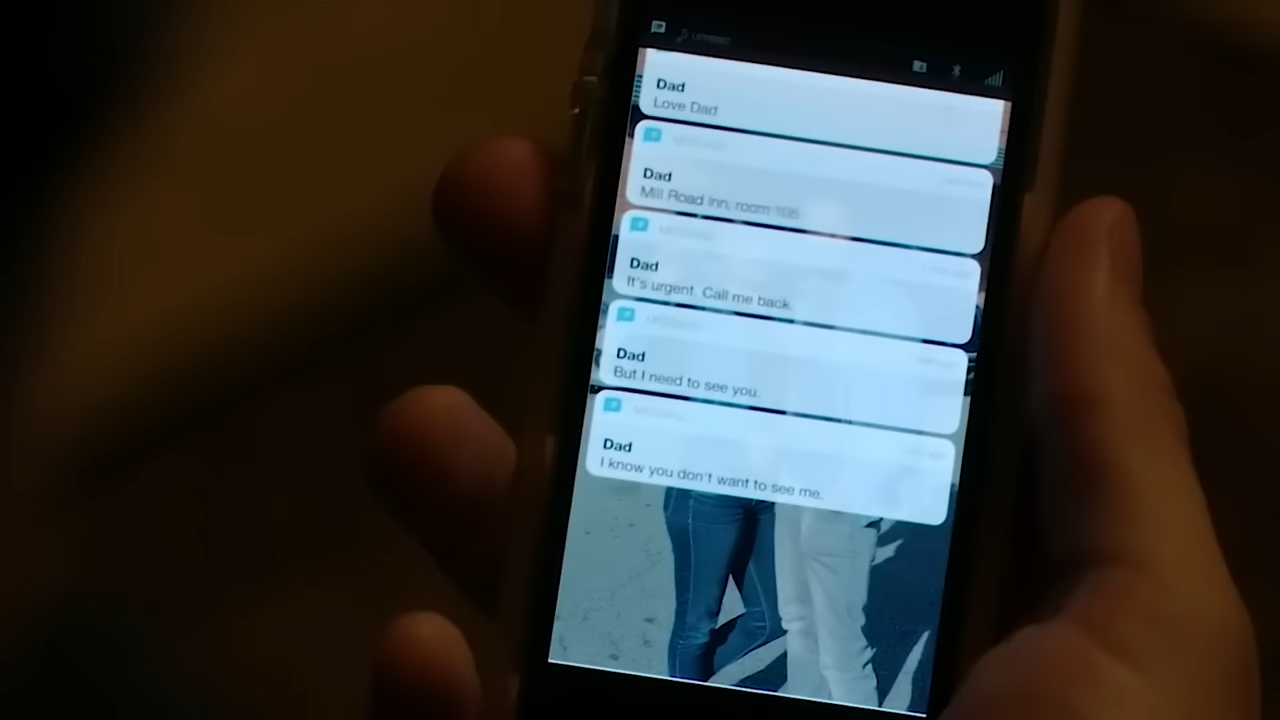 Dad
Love Dad
Dad
Mill Road Inn, room 106
Dad
It's urgent. Call me back.
Dad
But I need to see you.
Dad
I know you don't want to see me.